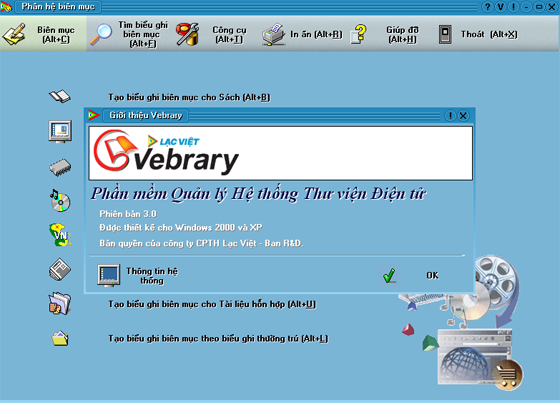 Phân hệ biên mục
Biên mục
(Alt+C)
Tìm biểu ghi
biên mục
(Alt+F)
Công cụ
(Alt+T)
In ấn (Alt+R)
Giúp đỡ
(Alt+H)
Thoát (Alt+X)
Tạo biểu ghi biên mục cho Sách (Alt+B)
Giới thiệu Vebrary
LẠC VIỆT
Vebrary
Phần mềm Quản lý Hệ thống Thư viện Điện tử
Phiên bản 3.0
Được thiết kế cho Windows 2000 và XP
Bản quyền của công ty CPTH Lạc Việt - Ban R&D.
Thông tin hệ
thống
OK
Tạo biểu ghi biên mục cho Tài liệu hỗn hợp (Alt+U)
Tạo biểu ghi biên mục theo biểu ghi thường trú (Alt+L)